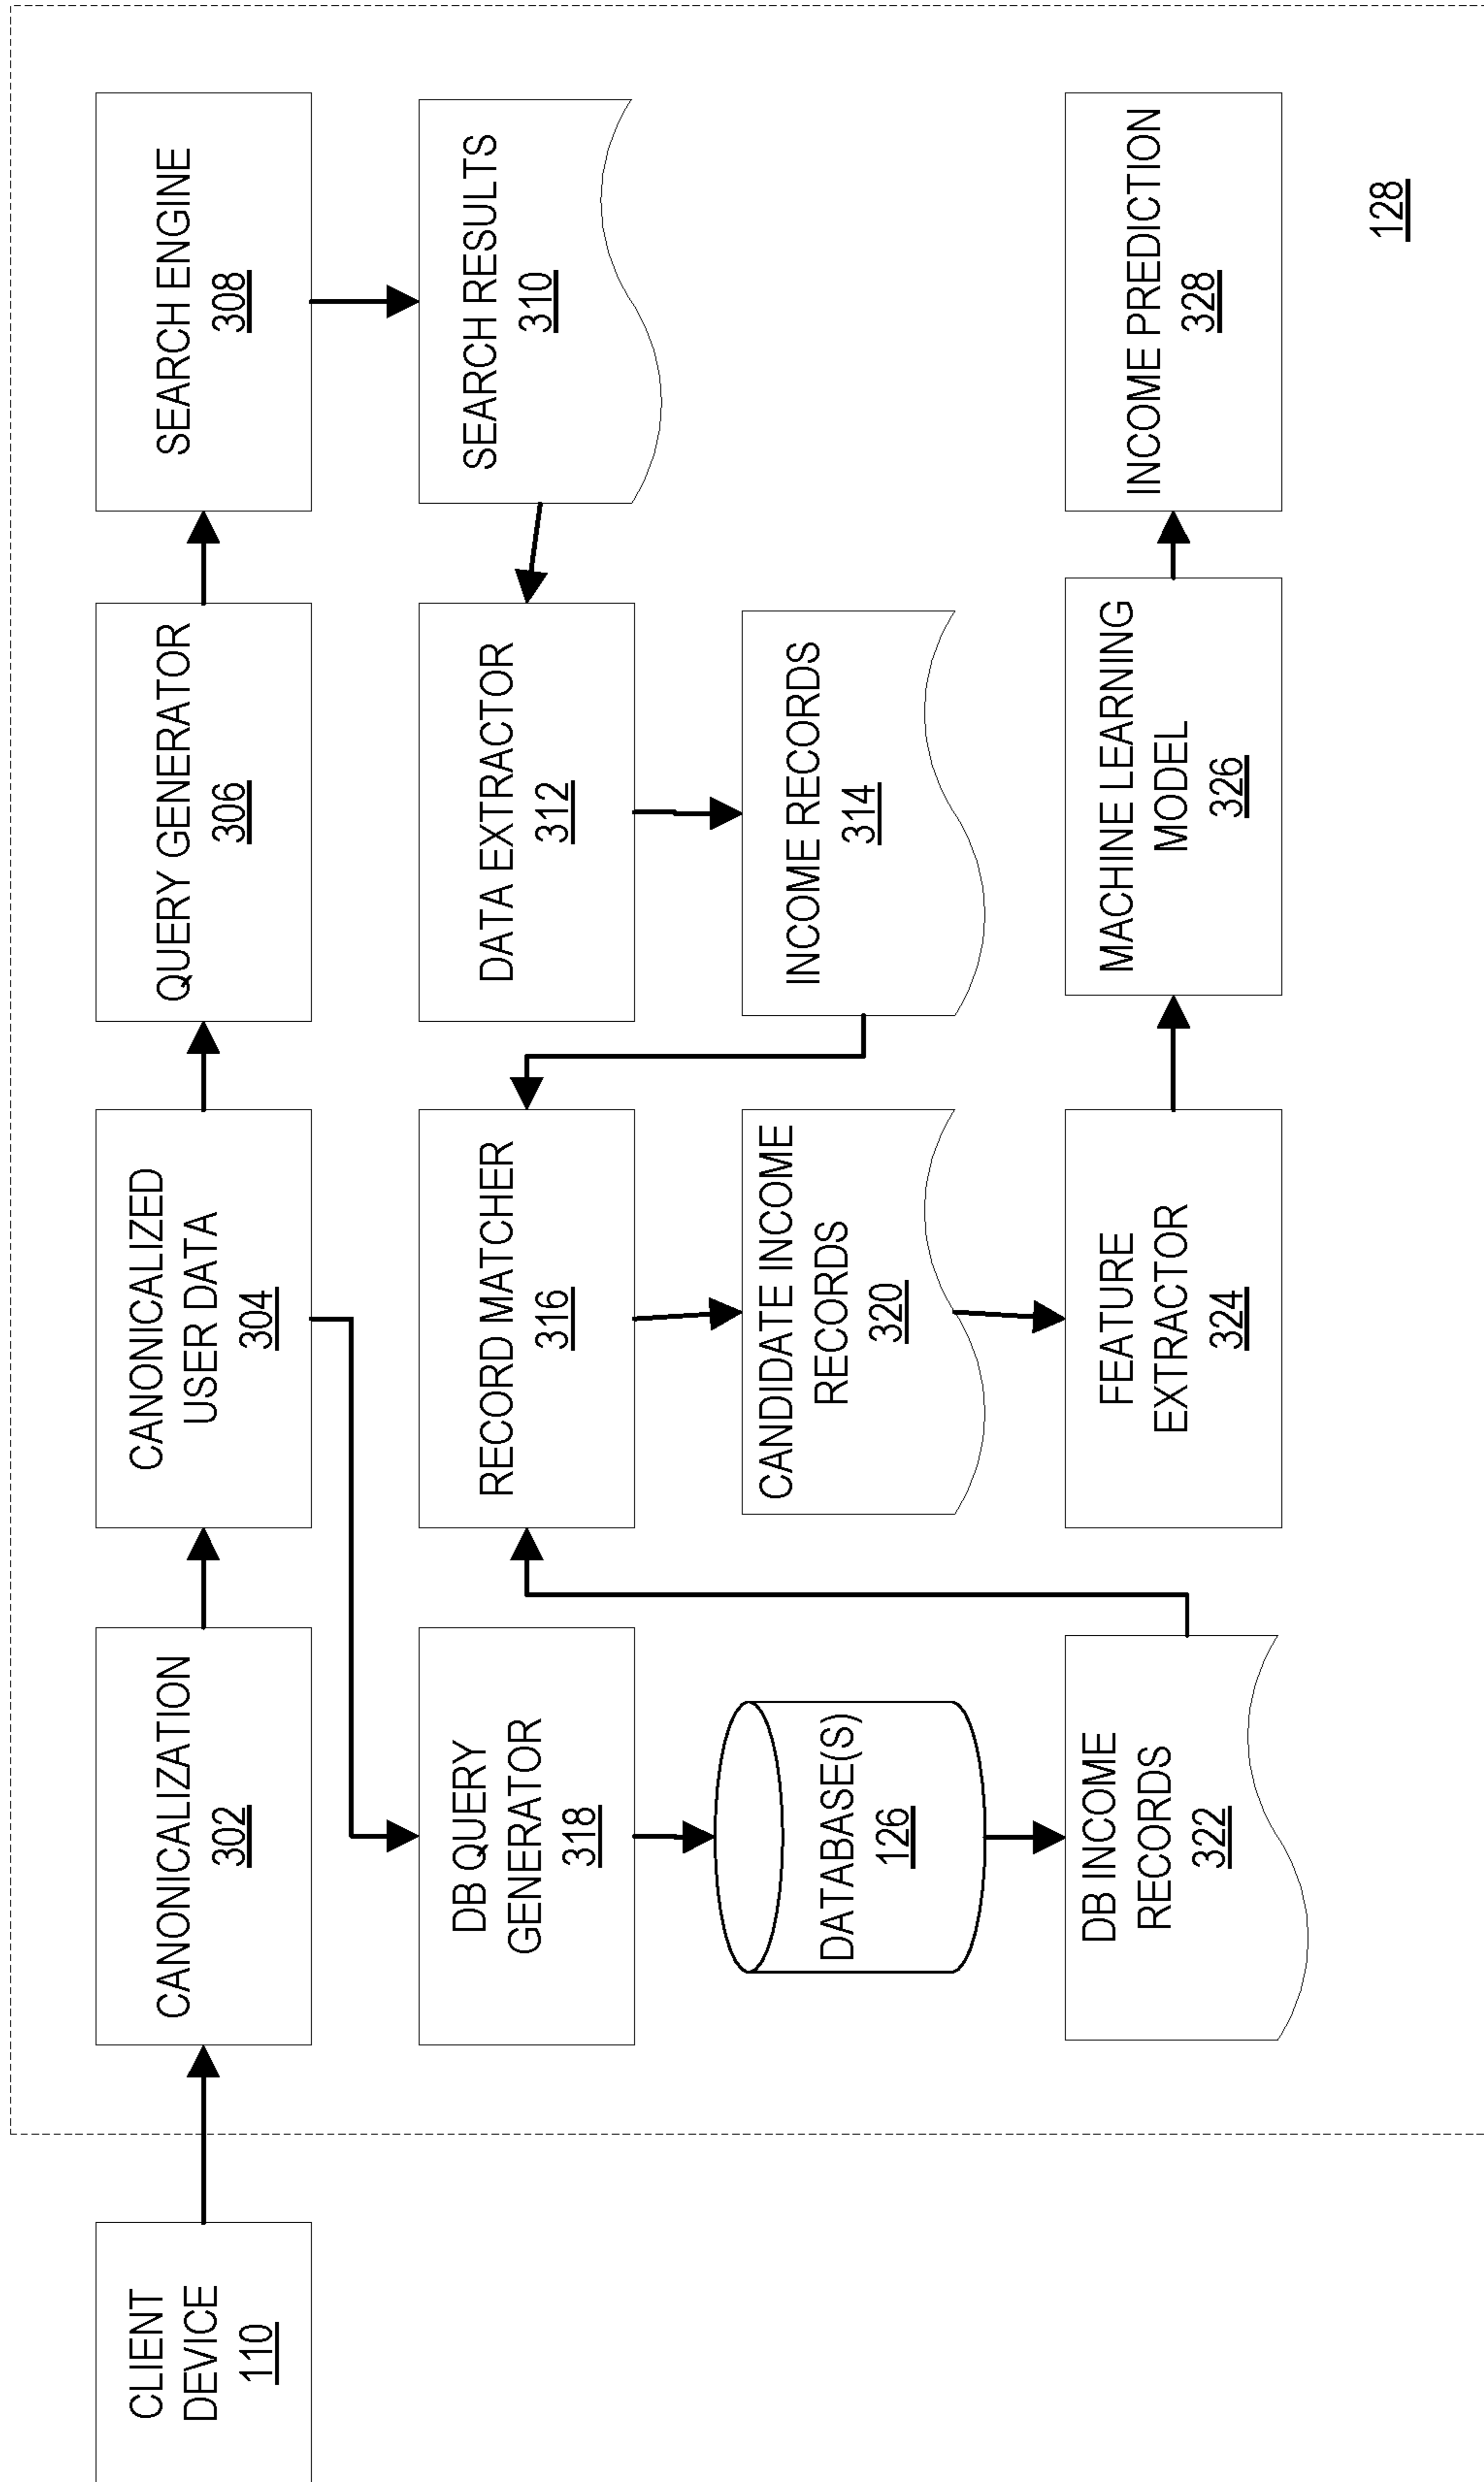 CLIENT
DEVICE
110
CANONICALIZATION
302
CANONICALIZED
USER DATA
304
QUERY GENERATOR
306
SEARCH ENGINE
308
DB QUERY
GENERATOR
318
RECORD MATCHER
316
DATA EXTRACTOR
312
SEARCH RESULTS
310
DATABASE(S)
126
CANDIDATE INCOME
RECORDS
320
INCOME RECORDS
314
DB INCOME
RECORDS
322
FEATURE
EXTRACTOR
324
MACHINE LEARNING
MODEL
326
INCOME PREDICTION
328
128